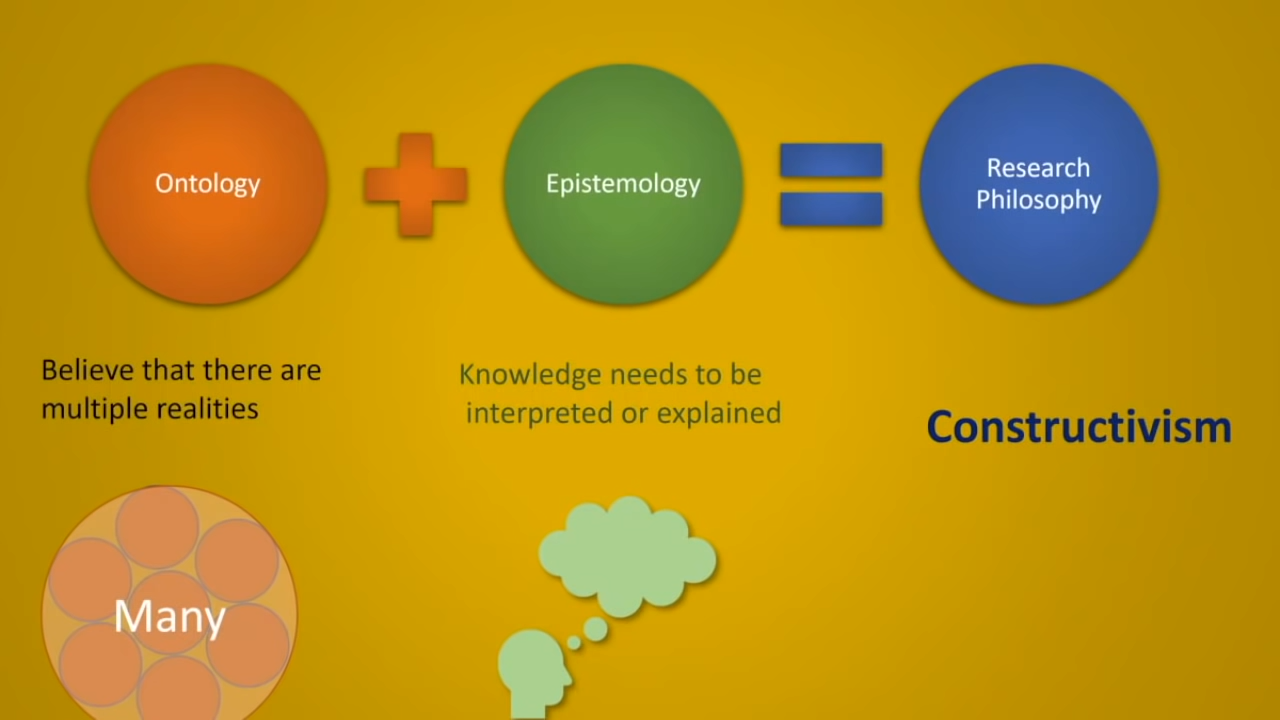 Ontology
Epistemology
Research
Philosophy
Believe that there are
multiple realities
Knowledge needs to be
interpreted or explained
Constructivism
Many